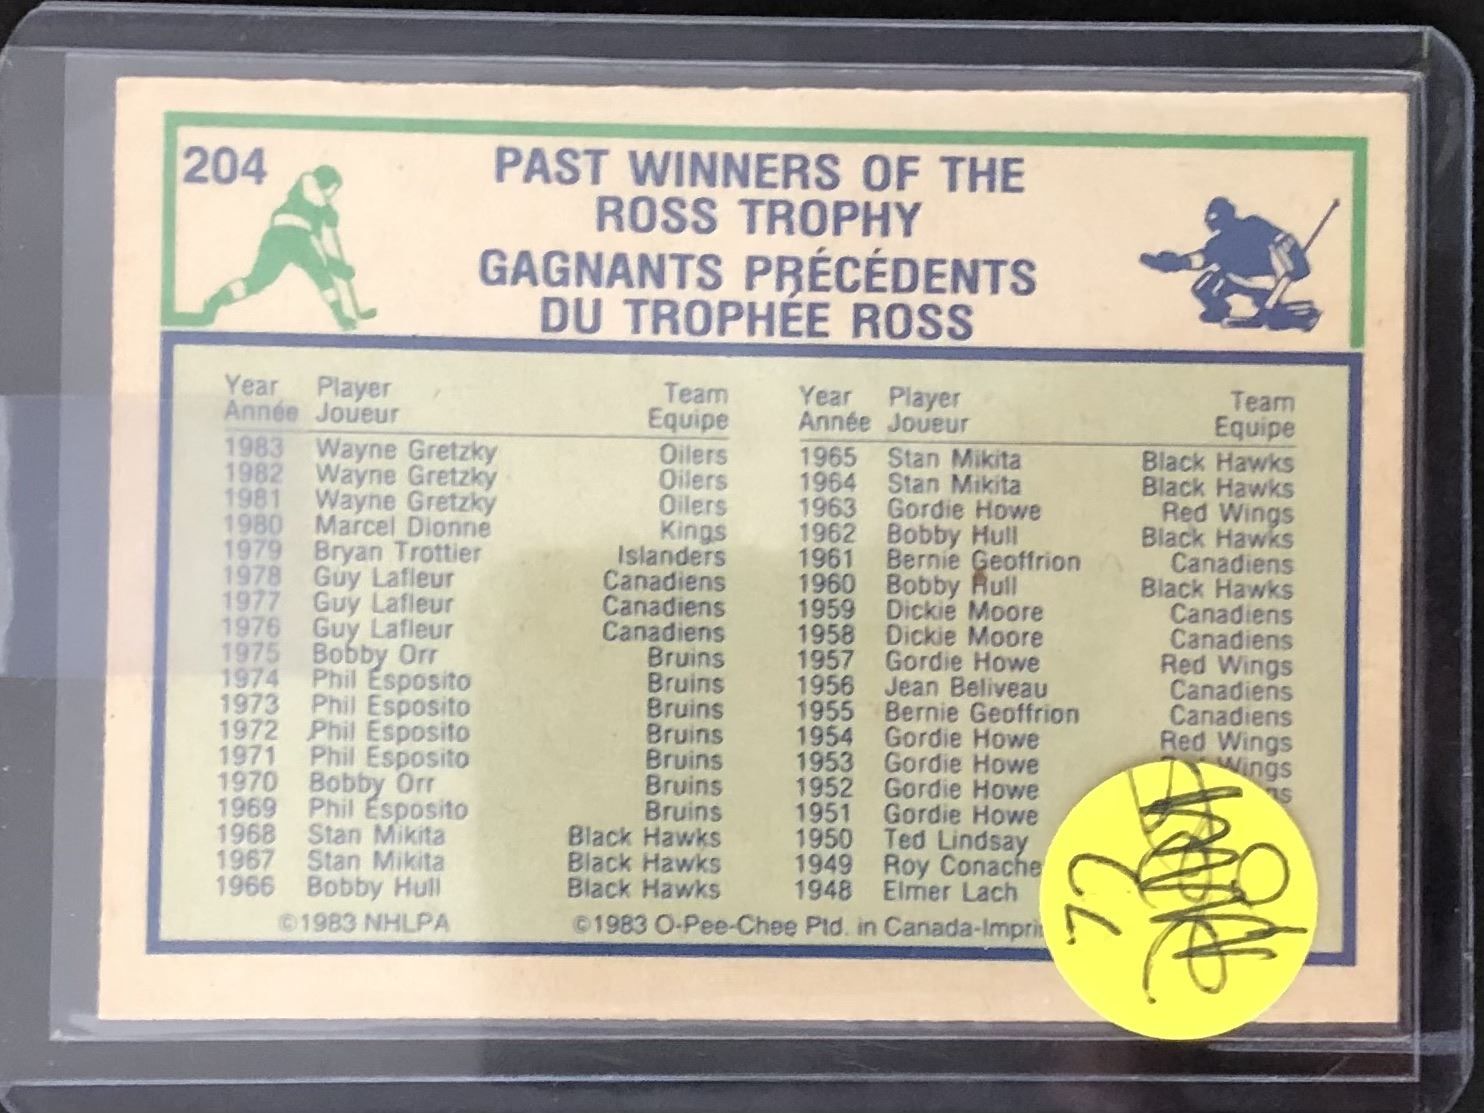 204
PAST WINNERS OF THE
ROSS TROPHY
GAGNANTS PRÉCÉDENTS
DU TROPHÉE ROSS
Year Player Team
Année Joueur Equipe
1983 Wayne Gretzky Oilers
1982 Wayne Gretzky Oilers
1981 Wayne Gretzky Oilers
1980 Marcel Dionne Kings
1979 Bryan Trottier Islanders
1978 Guy Lafleur Canadiens
1977 Guy Lafleur Canadiens
1976 Guy Lafleur Canadiens
1975 Bobby Orr Bruins
1974 Phil Esposito Bruins
1973 Phil Esposito Bruins
1972 Phil Esposito Bruins
1971 Phil Esposito Bruins
1970 Bobby Orr Bruins
1969 Phil Esposito Bruins
1968 Stan Mikita Black Hawks
1967 Stan Mikita Black Hawks
1966 Bobby Hull Black Hawks
Year Player Team
Année Joueur Equipe
1965 Stan Mikita Black Hawks
1964 Stan Mikita Black Hawks
1963 Gordie Howe Red Wings
1962 Bobby Hull Black Hawks
1961 Bernie Geoffrion Canadiens
1960 Bobby Hull Black Hawks
1959 Dickie Moore Canadiens
1958 Dickie Moore Canadiens
1957 Gordie Howe Red Wings
1956 Jean Beliveau Canadiens
1955 Bernie Geoffrion Canadiens
1954 Gordie Howe Red Wings
1953 Gordie Howe Wings
1952 Gordie Howe
1951 Gordie Howe
1950 Ted Lindsay
1949 Roy Conache
1948 Elmer Lach
©1983 NHLPA ©1983 O-Pee-Chee Ptd. in Canada-Impri